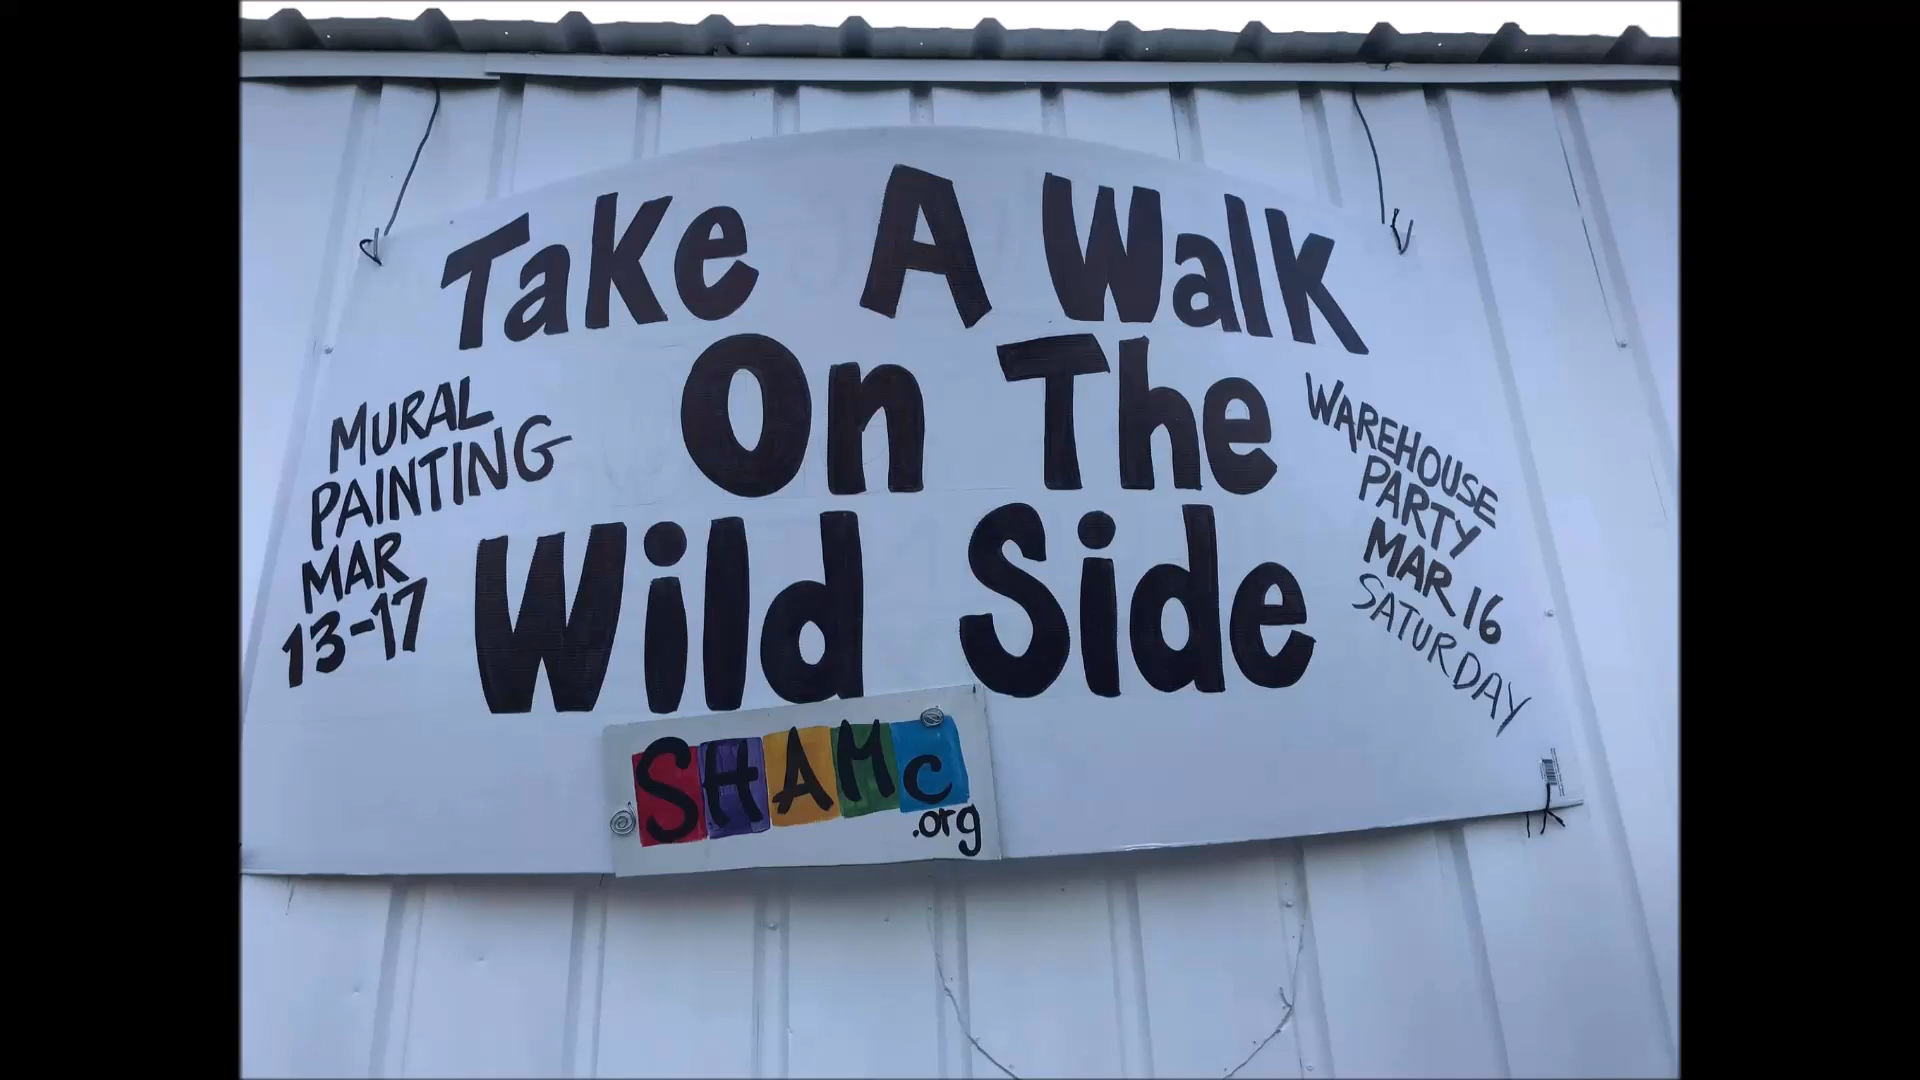 Take A Walk
On The
Wild Side
MURAL
PAINTING
MAR
13-17
WAREHOUSE
PARTY
MAR 16
SATURDAY
SHAMc
.org